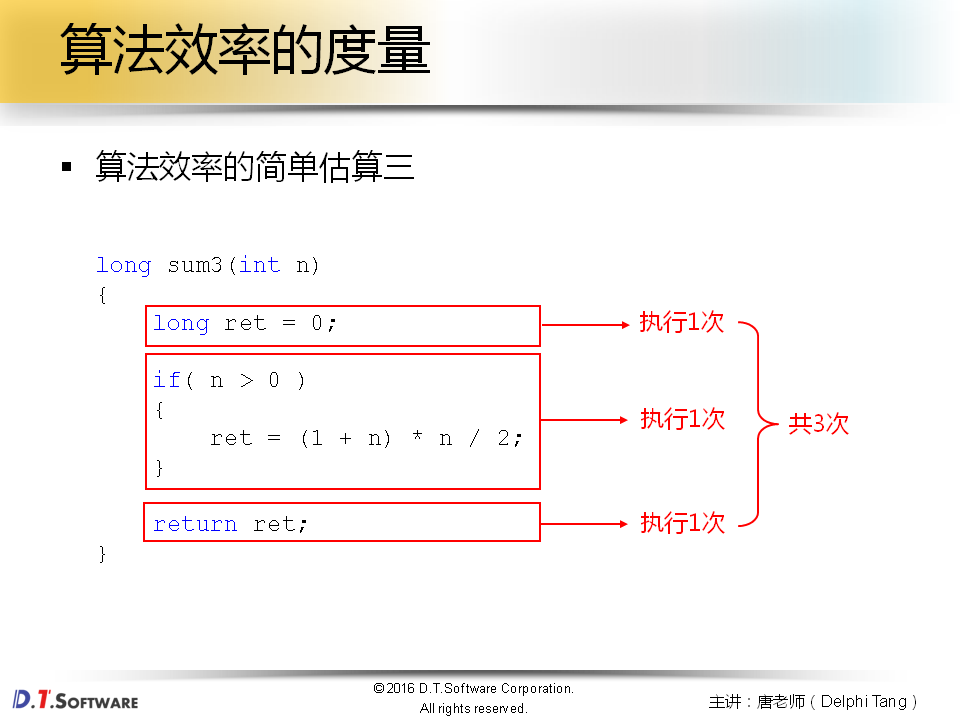 算法效率的度量
▪ 算法效率的简单估算三
long sum3(int n)
{
long ret = 0;
执行1次
if( n > 0 )
{
ret = (1 + n) * n / 2;
}
执行1次
共3次
return ret;
执行1次
}
D.T.SOFTWARE
©2016 D.T.Software Corporation.
All rights reserved.
主讲：唐老师（Delphi Tang）